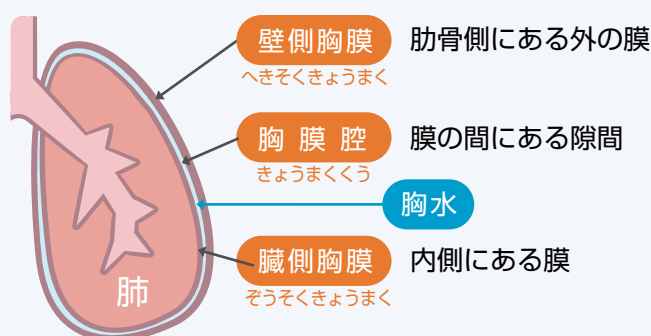 壁側胸膜 肋骨側にある外の膜
へきそくきょうまく
胸膜腔 膜の間にある隙間
きょうまくくう
胸水
臓側胸膜 内側にある膜
ぞうそくきょうまく
肺